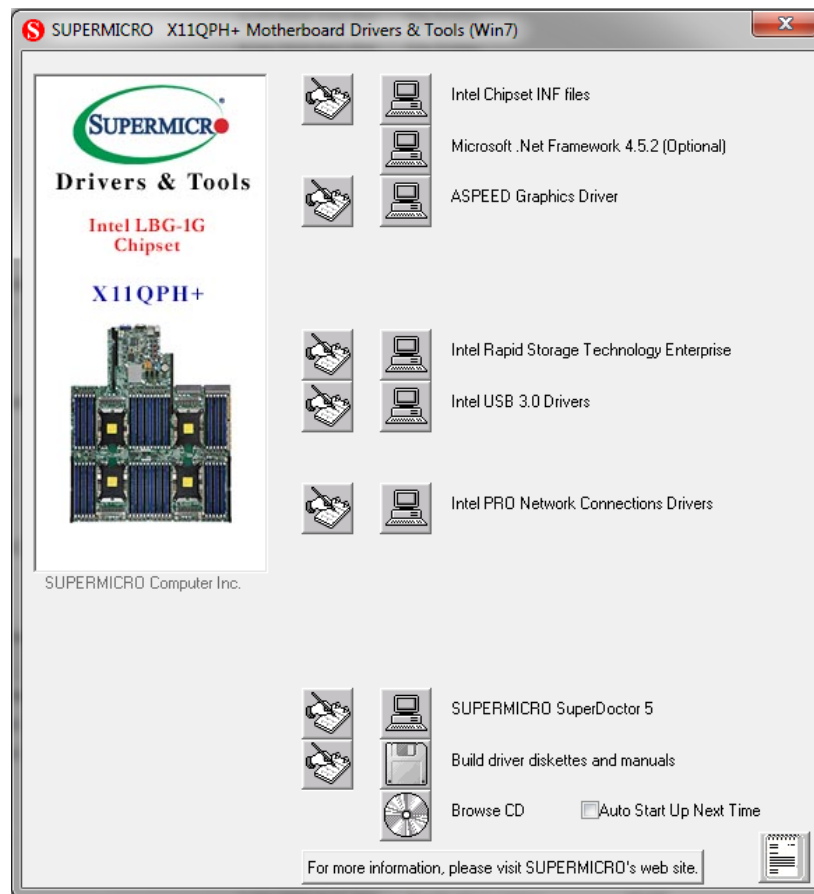 SUPERMICRO X11QPH+ Motherboard Drivers & Tools (Win7)
SUPERMICRO
Drivers & Tools
Intel LBG-1G
Chipset
X11QPH+
SUPERMICRO Computer Inc.
Intel Chipset INF files
Microsoft .Net Framework 4.5.2 (Optional)
ASPEED Graphics Driver
Intel Rapid Storage Technology Enterprise
Intel USB 3.0 Drivers
Intel PRO Network Connections Drivers
SUPERMICRO SuperDoctor 5
Build driver diskettes and manuals
Browse CD Auto Start Up Next Time
For more information, please visit SUPERMICRO's web site.